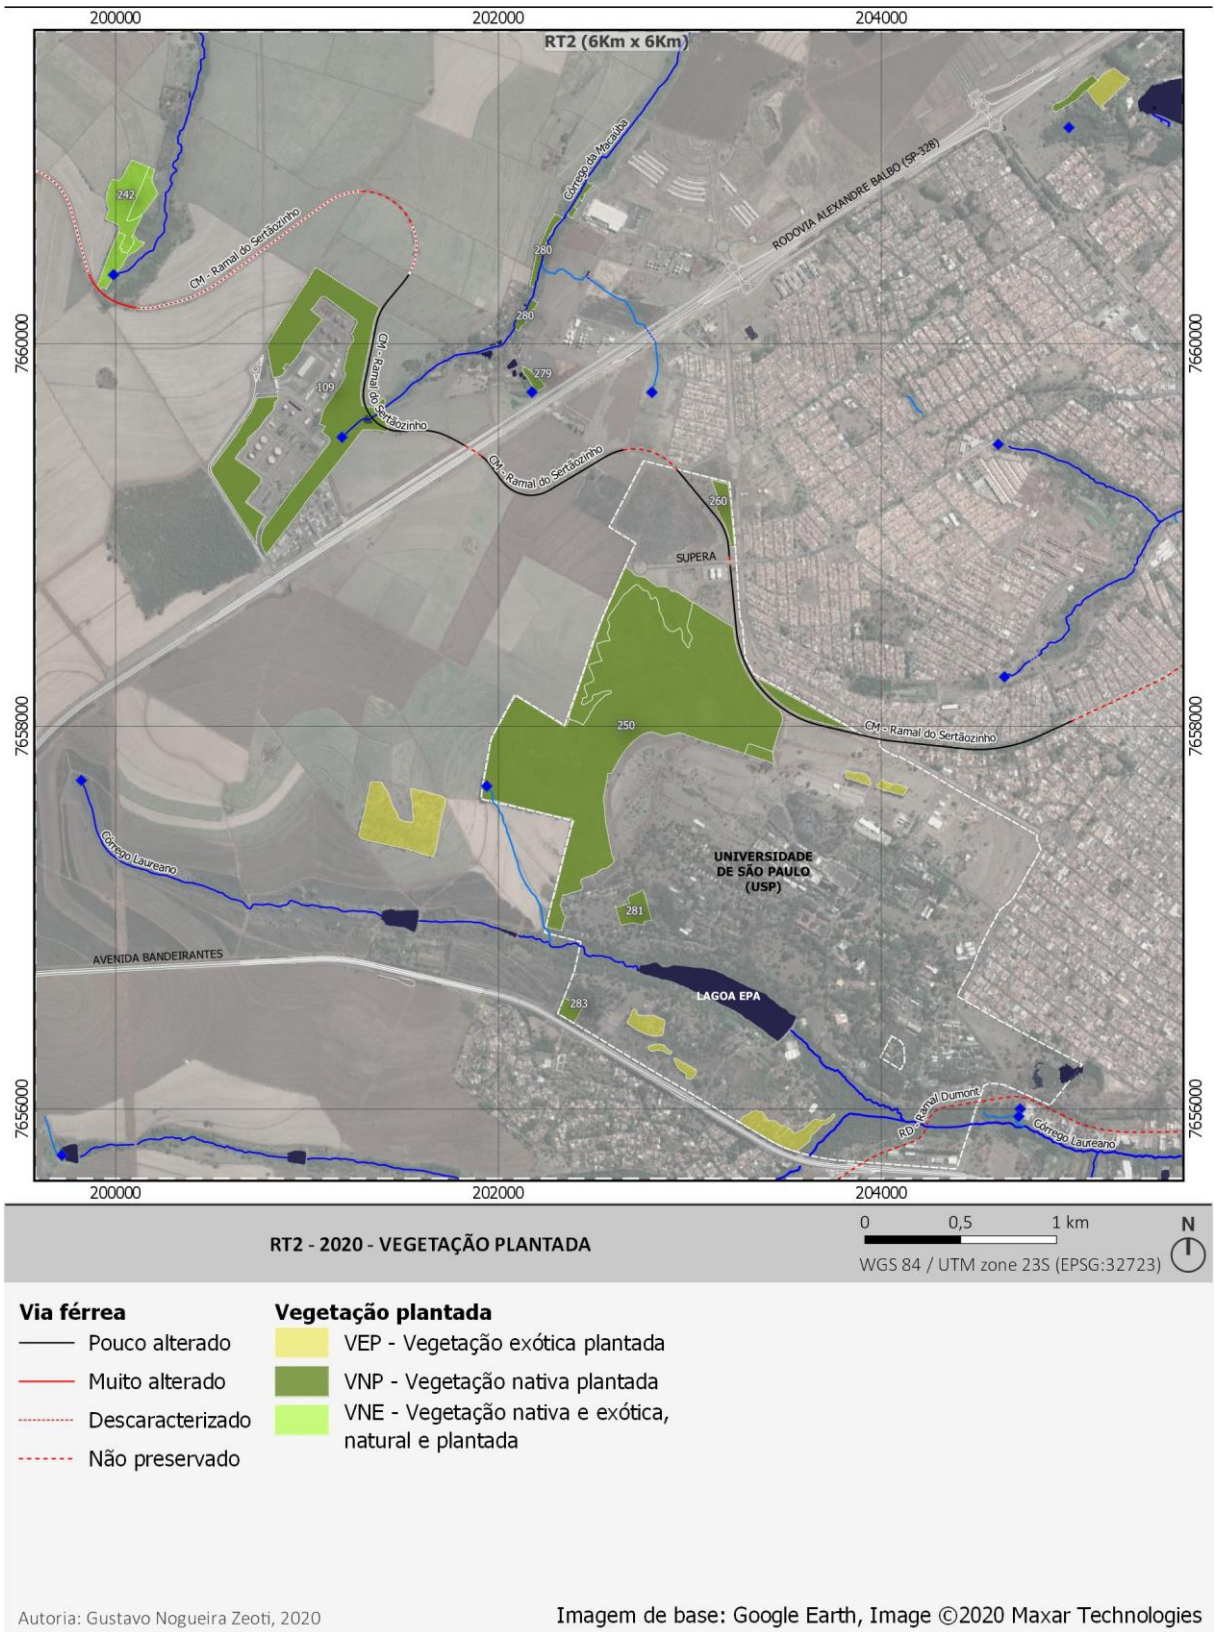 200000
202000
204000
RT2 (6Km x 6Km)
Córrego da Macaúba
RODOVIA ALEXANDRE BALBO (SP-328)
242
CM - Ramal do Sertãozinho
280
280
7660000
7660000
CM - Ramal do Sertãozinho
279
109
CM - Ramal do Sertãozinho
260
SUPERA
7658000
7658000
250
CM - Ramal do Sertãozinho
Córrego Laureano
UNIVERSIDADE
DE SÃO PAULO
(USP)
281
AVENIDA BANDEIRANTES
LAGOA EPA
283
7656000
7656000
RD - Ramal Dumont
Córrego Laureano
200000
202000
204000
RT2 - 2020 - VEGETAÇÃO PLANTADA
0 0,5 1 km
N
WGS 84 / UTM zone 23S (EPSG:32723)
Via férrea
Pouco alterado
Muito alterado
Descaracterizado
Não preservado
Vegetação plantada
VEP - Vegetação exótica plantada
VNP - Vegetação nativa plantada
VNE - Vegetação nativa e exótica,
natural e plantada
Autoria: Gustavo Nogueira Zeoti, 2020
Imagem de base: Google Earth, Image ©2020 Maxar Technologies